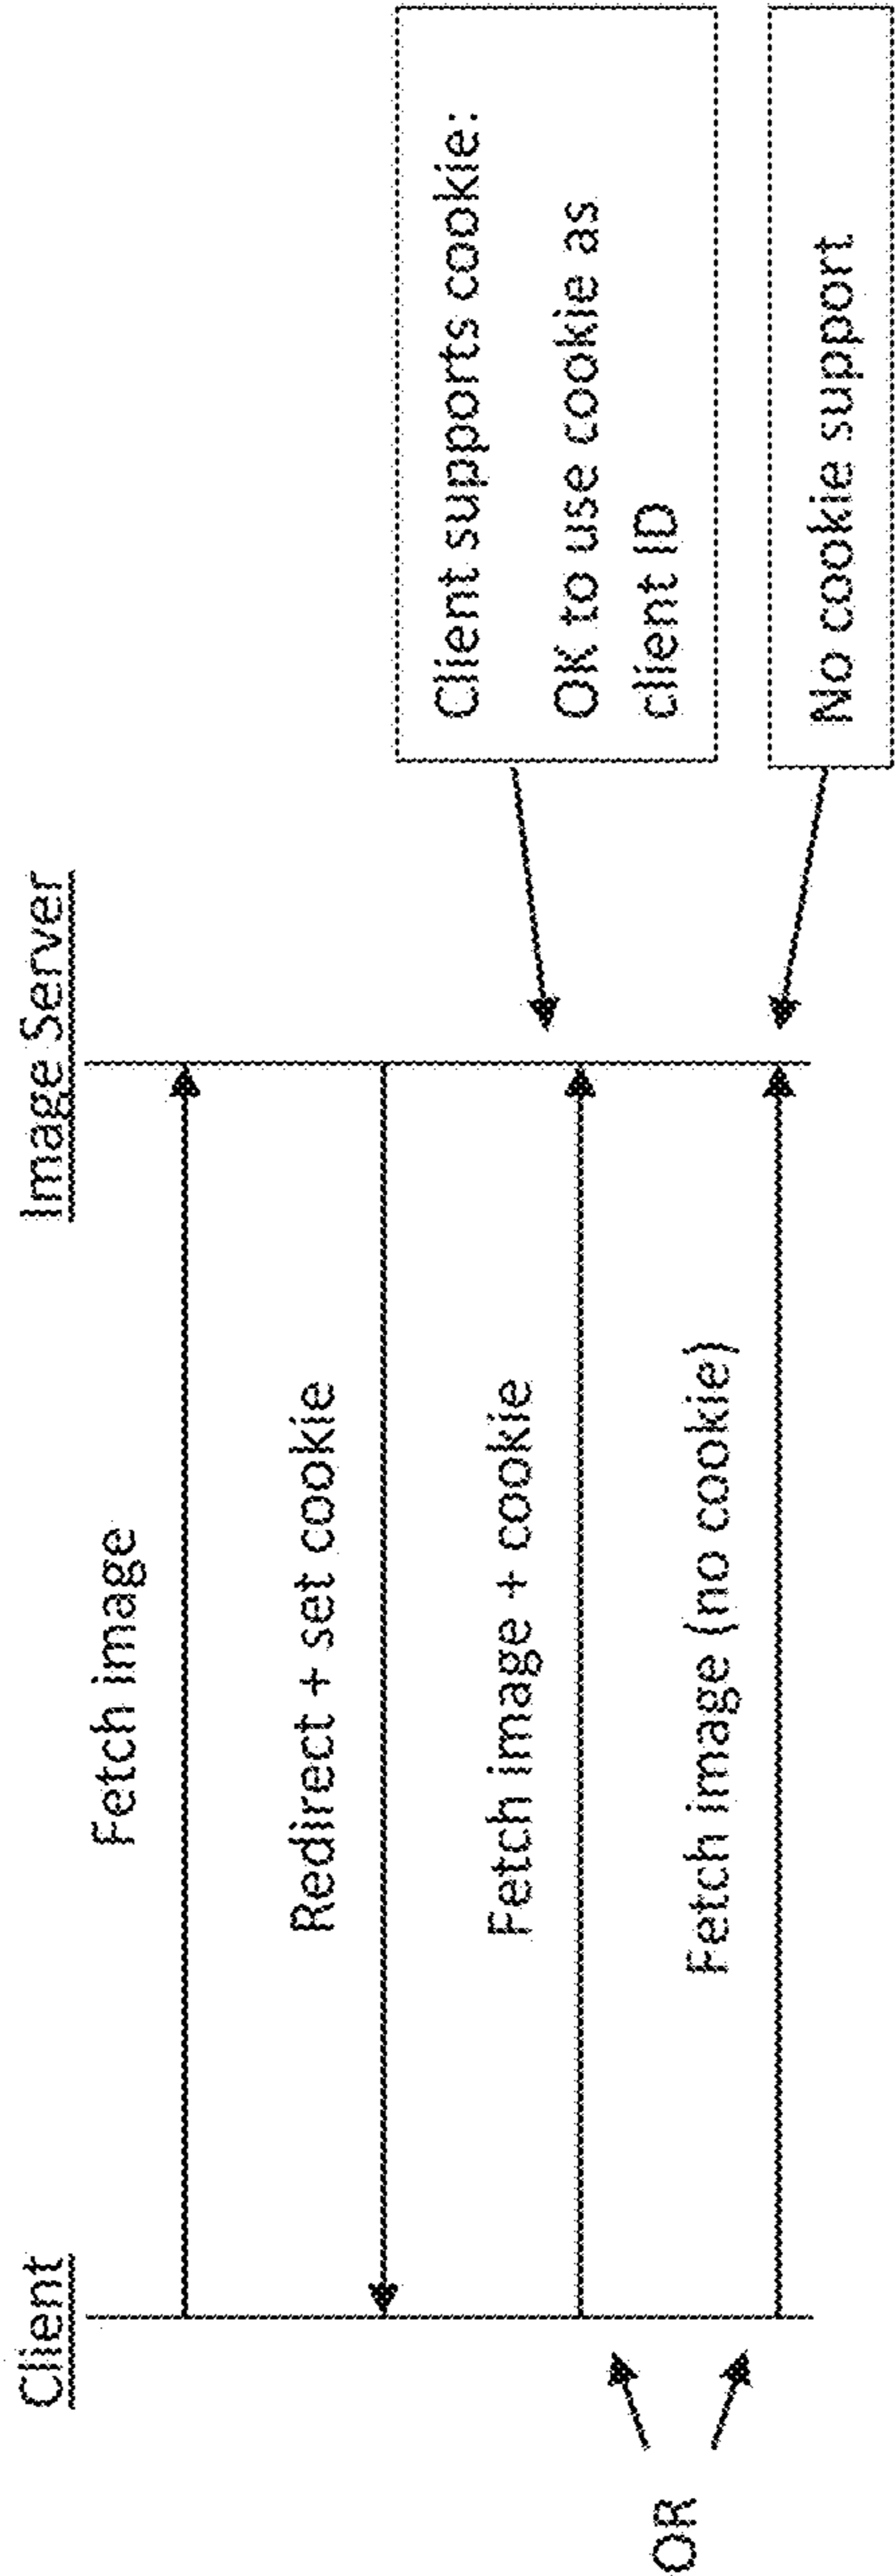 Client
Image Server
Fetch image
Redirect + set cookie
Fetch image + cookie
Client supports cookie:
OK to use cookie as
client ID
OR
Fetch image (no cookie)
No cookie support